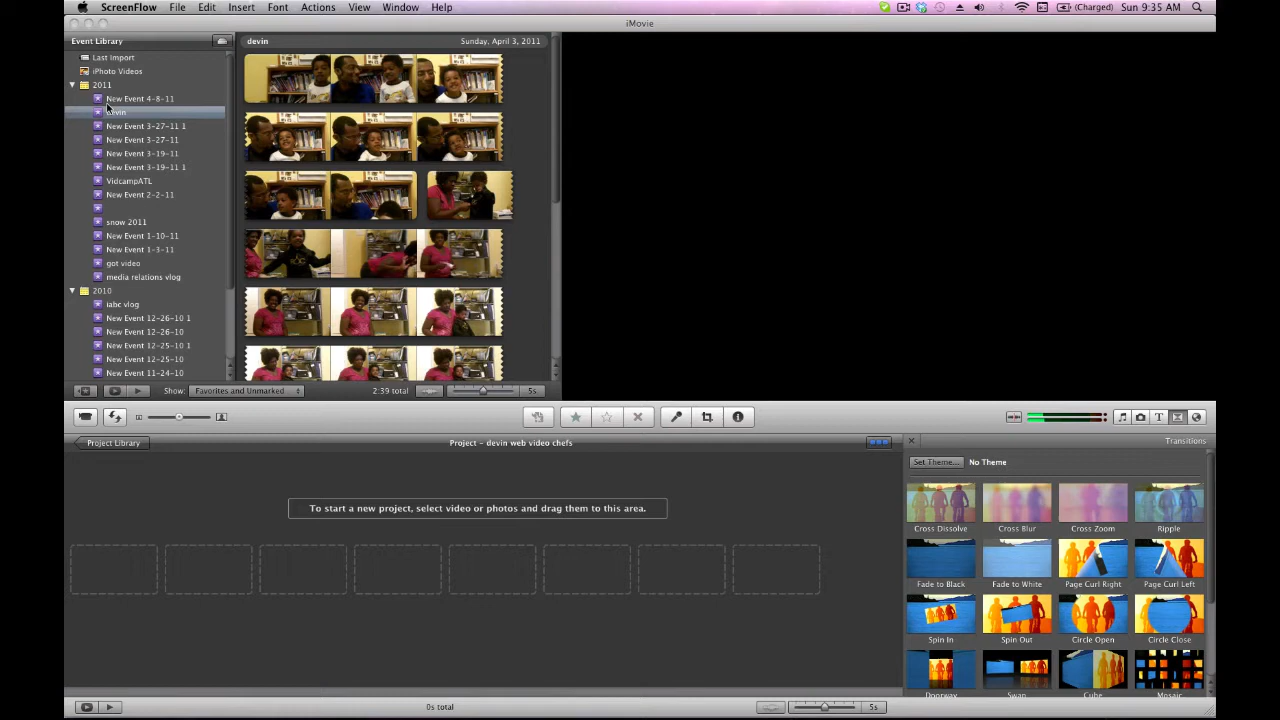 ScreenFlow File Edit Insert Font Actions View Window Help (Charged) Sun 9:35 AM
iMovie
Event Library
devin Sunday, April 3, 2011
Last Import
iPhoto Videos
2011
New Event 4-8-11
devin
New Event 3-27-11 1
New Event 3-27-11
New Event 3-19-11
New Event 3-19-11 1
VidcampATL
New Event 2-2-11
snow 2011
New Event 1-10-11
New Event 1-3-11
got video
media relations vlog
2010
iabc vlog
New Event 12-26-10 1
New Event 12-26-10
New Event 12-25-10 1
New Event 12-25-10
New Event 11-24-10
Show: Favorites and Unmarked 2:39 total 5s
Project Library Project - devin web video chefs
Transitions
Set Theme... No Theme
To start a new project, select video or photos and drag them to this area.
Cross Dissolve Cross Blur Cross Zoom Ripple
Fade to Black Fade to White Page Curl Right Page Curl Left
Spin In Spin Out Circle Open Circle Close
Doorway Swap Cube Mosaic
0s total 5s